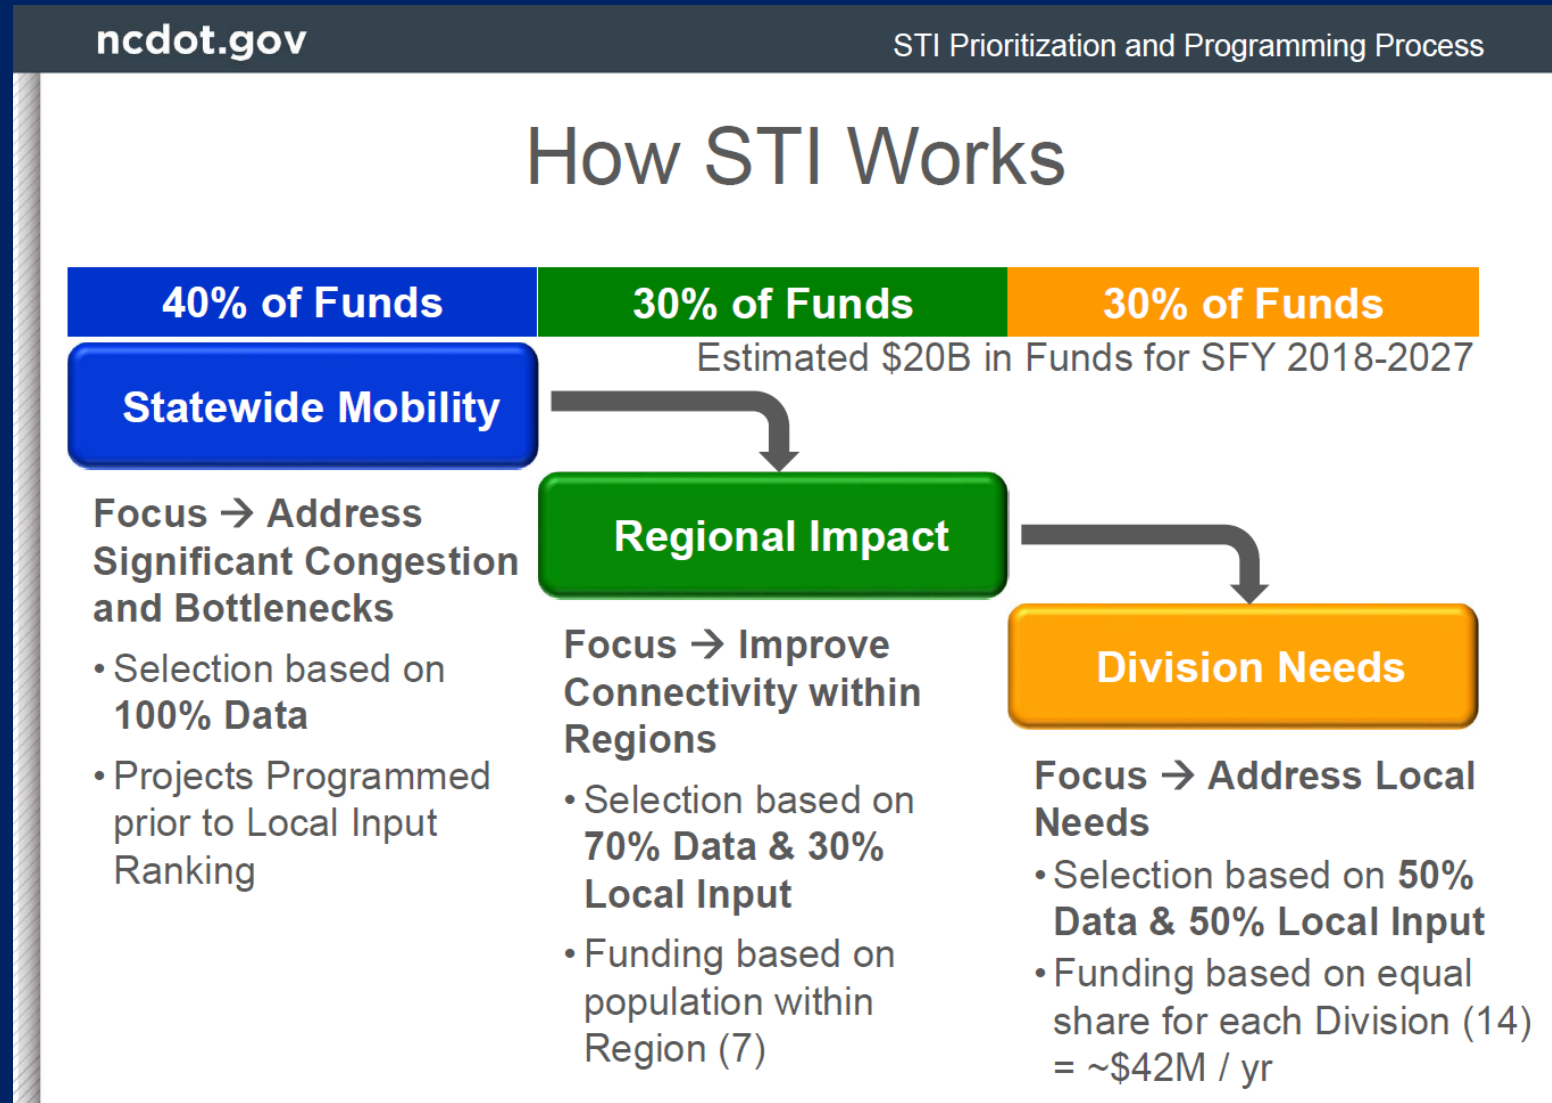 ncdot.gov
STI Prioritization and Programming Process
How STI Works
40% of Funds
30% of Funds
30% of Funds
Estimated $20B in Funds for SFY 2018-2027
Statewide Mobility
Focus → Address
Significant Congestion
and Bottlenecks
• Selection based on
100% Data
• Projects Programmed
prior to Local Input
Ranking
Regional Impact
Focus → Improve
Connectivity within
Regions
• Selection based on
70% Data & 30%
Local Input
• Funding based on
population within
Region (7)
Division Needs
Focus → Address Local
Needs
• Selection based on 50%
Data & 50% Local Input
• Funding based on equal
share for each Division (14)
= ~$42M / yr